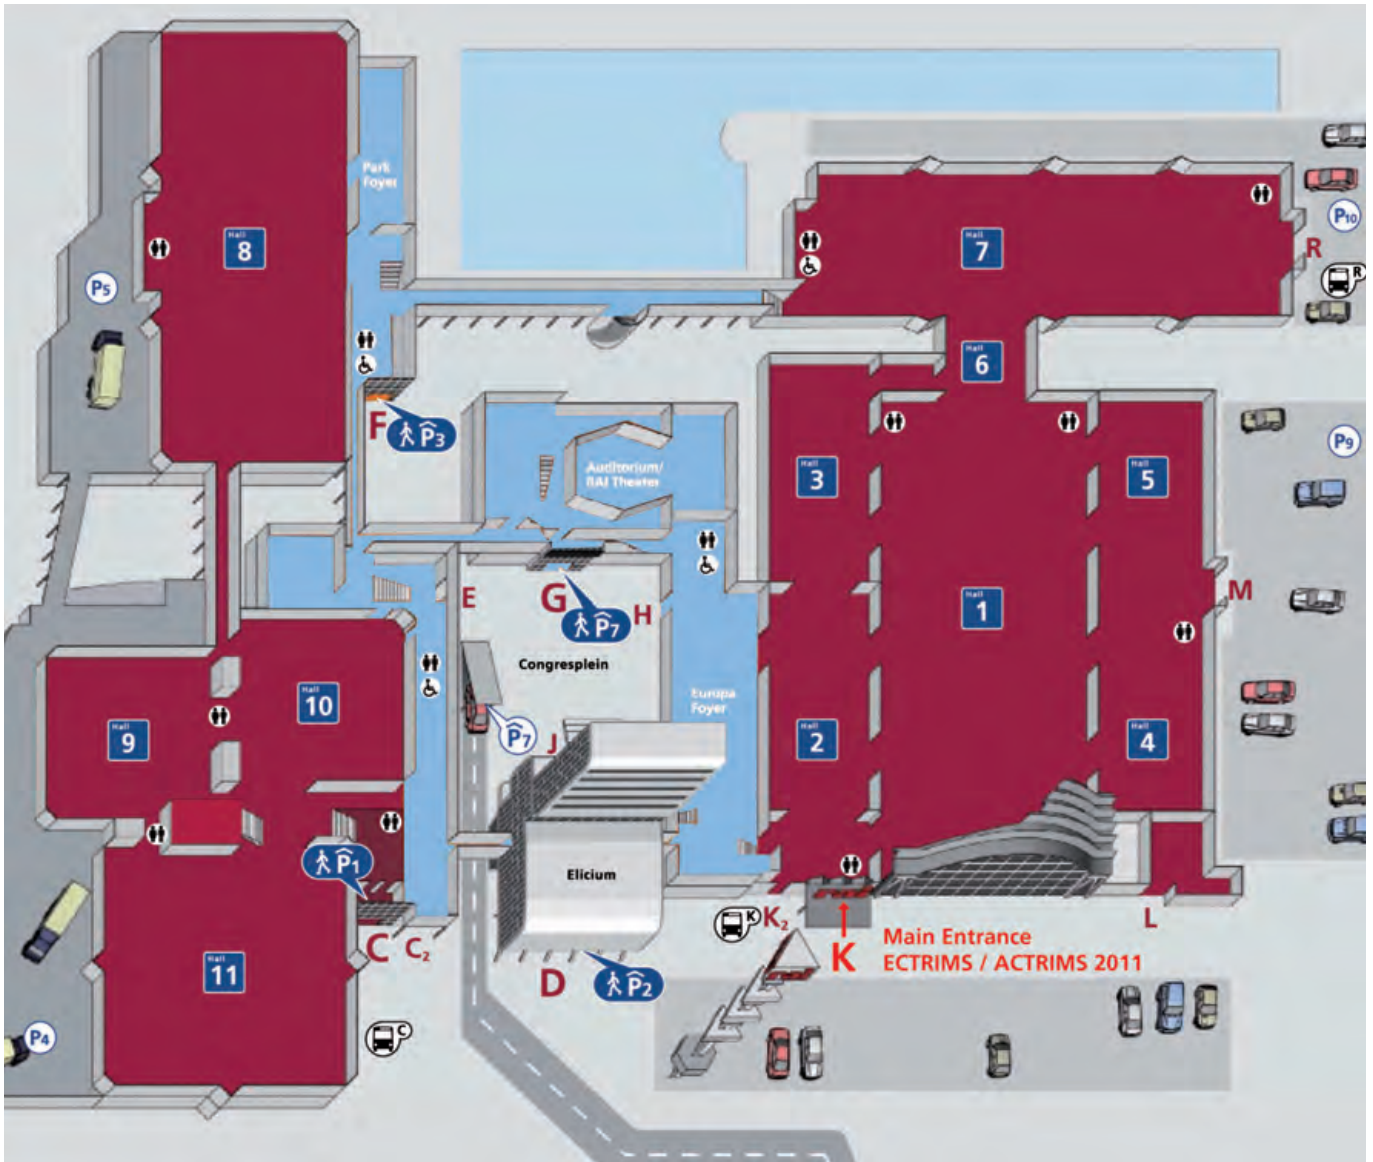 Park
Foyer
Hall
8
Hall
7
P10
R
R
P5
Hall
6
F
P3
P9
Auditorium/
RAI Theater
Hall
3
Hall
5
E
G
H
P7
Hall
1
M
Congresplein
Hall
10
Europa
Foyer
Hall
9
P7
J
Hall
2
Hall
4
P1
Elicium
C
C2
K
K2
K
L
Main Entrance
ECTRIMS / ACTRIMS 2011
Hall
11
D
P2
C
P4